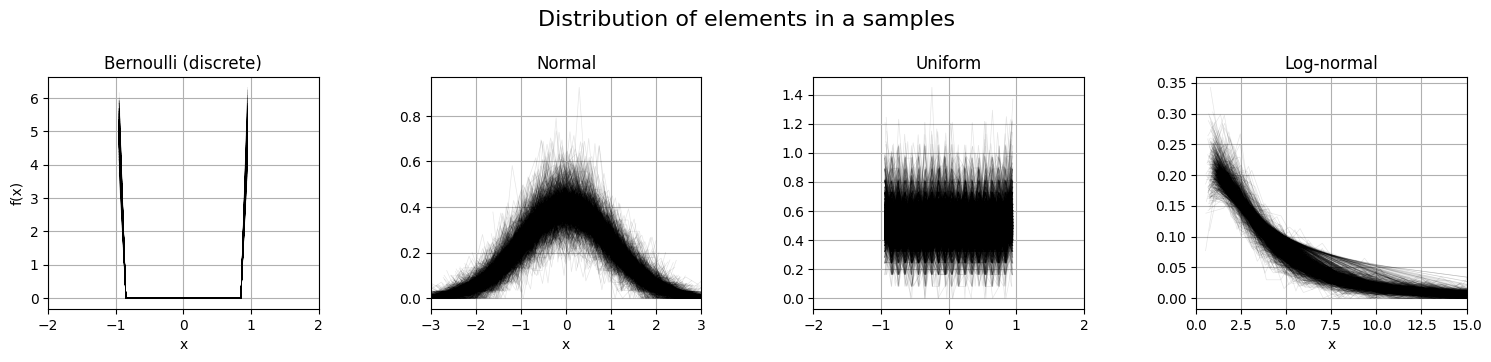 Distribution of elements in a samples
Bernoulli (discrete)
f(x)
6
5
4
3
2
1
0
−2 −1 0 1 2
x
Normal
0.8
0.6
0.4
0.2
0.0
−3 −2 −1 0 1 2 3
x
Uniform
1.4
1.2
1.0
0.8
0.6
0.4
0.2
0.0
−2 −1 0 1 2
x
Log-normal
0.35
0.30
0.25
0.20
0.15
0.10
0.05
0.00
0.0 2.5 5.0 7.5 10.0 12.5 15.0
x